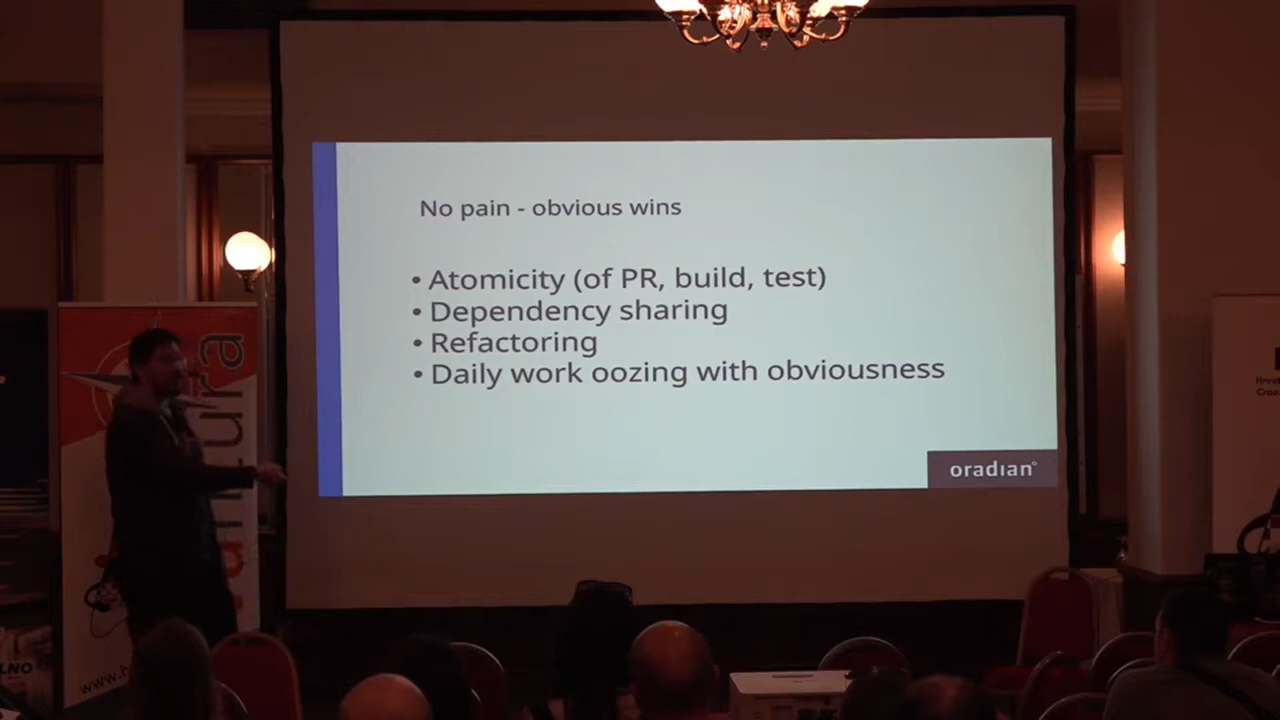 No pain - obvious wins
• Atomicity (of PR, build, test)
• Dependency sharing
• Refactoring
• Daily work oozing with obviousness
oradian°